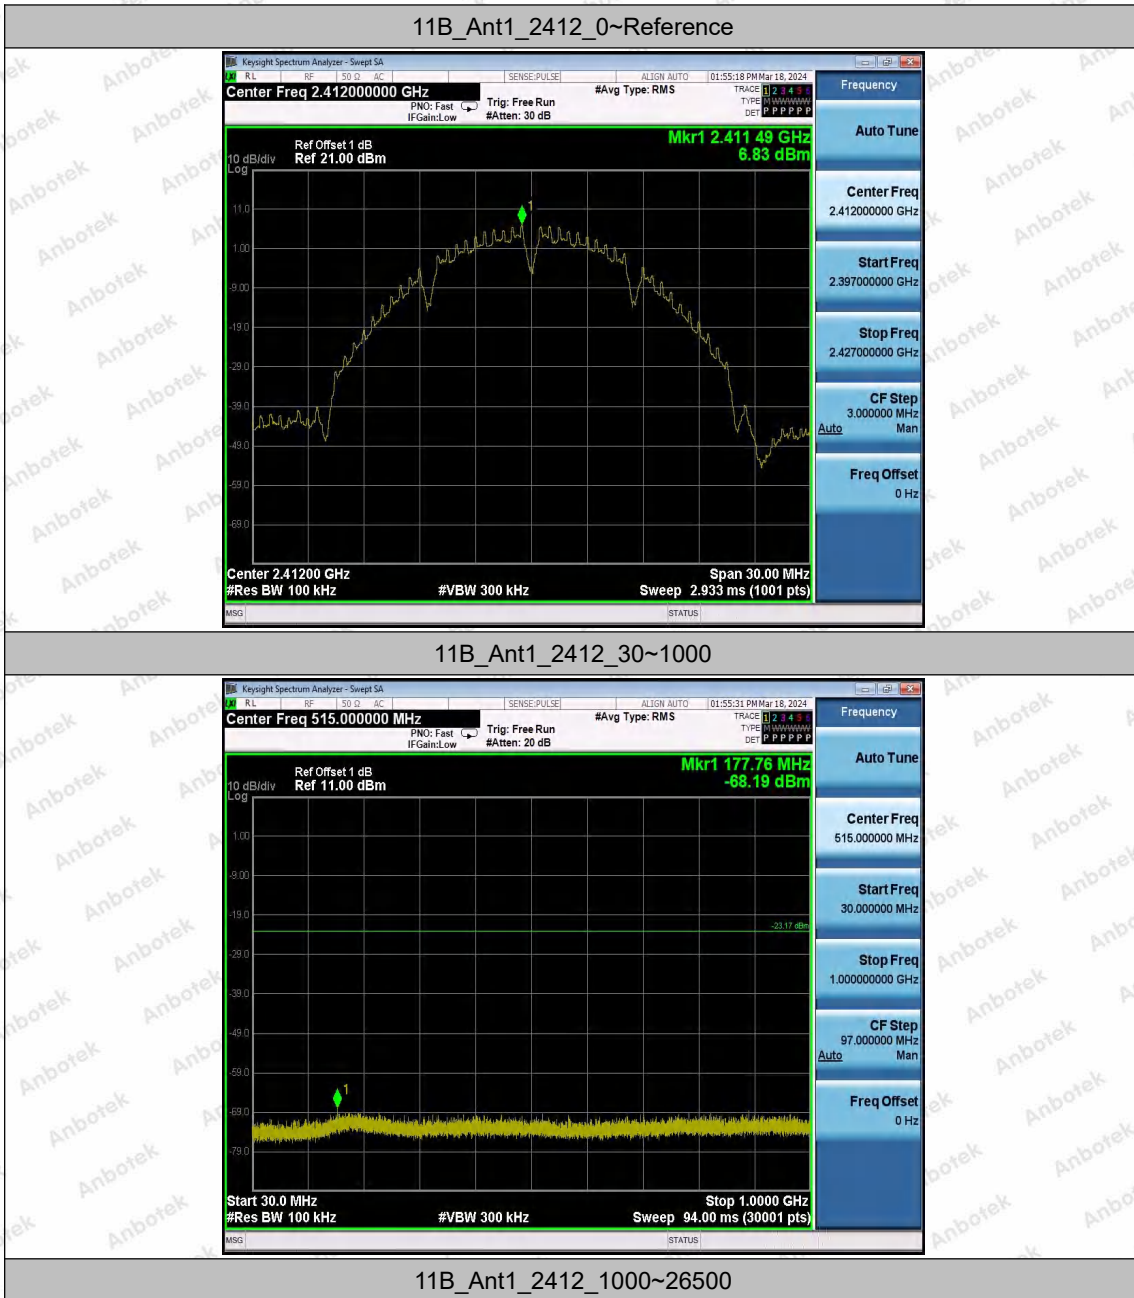 11B_Ant1_2412_0~Reference
Keysight Spectrum Analyzer - Swept SA
LXI RL RF 50 Ω AC SENSE:PULSE ALIGN AUTO 01:55:18 PM Mar 18, 2024
Center Freq 2.412000000 GHz #Avg Type: RMS TRACE 1 2 3 4 5 6
PNO: Fast Trig: Free Run TYPE M WWWWW
IFGain:Low #Atten: 30 dB DET P P P P P P
Frequency
Mkr1 2.411 49 GHz
6.83 dBm
Ref Offset 1 dB
10 dB/div Ref 21.00 dBm
Log
11.0
1.00
-9.00
-19.0
-29.0
-39.0
-49.0
-59.0
-69.0
1
Center 2.41200 GHz Span 30.00 MHz
#Res BW 100 kHz #VBW 300 kHz Sweep 2.933 ms (1001 pts)
MSG STATUS
Auto Tune
Center Freq
2.412000000 GHz
Start Freq
2.397000000 GHz
Stop Freq
2.427000000 GHz
CF Step
3.000000 MHz
Auto Man
Freq Offset
0 Hz
11B_Ant1_2412_30~1000
Keysight Spectrum Analyzer - Swept SA
LXI RL RF 50 Ω AC SENSE:PULSE ALIGN AUTO 01:55:31 PM Mar 18, 2024
Center Freq 515.000000 MHz #Avg Type: RMS TRACE 1 2 3 4 5 6
PNO: Fast Trig: Free Run TYPE M WWWWW
IFGain:Low #Atten: 20 dB DET P P P P P P
Frequency
Mkr1 177.76 MHz
-68.19 dBm
Ref Offset 1 dB
10 dB/div Ref 11.00 dBm
Log
1.00
-9.00
-19.0
-23.17 dBm
-29.0
-39.0
-49.0
-59.0
-69.0
-79.0
1
Start 30.0 MHz Stop 1.0000 GHz
#Res BW 100 kHz #VBW 300 kHz Sweep 94.00 ms (30001 pts)
MSG STATUS
Auto Tune
Center Freq
515.000000 MHz
Start Freq
30.000000 MHz
Stop Freq
1.000000000 GHz
CF Step
97.000000 MHz
Auto Man
Freq Offset
0 Hz
11B_Ant1_2412_1000~26500
Anbotek